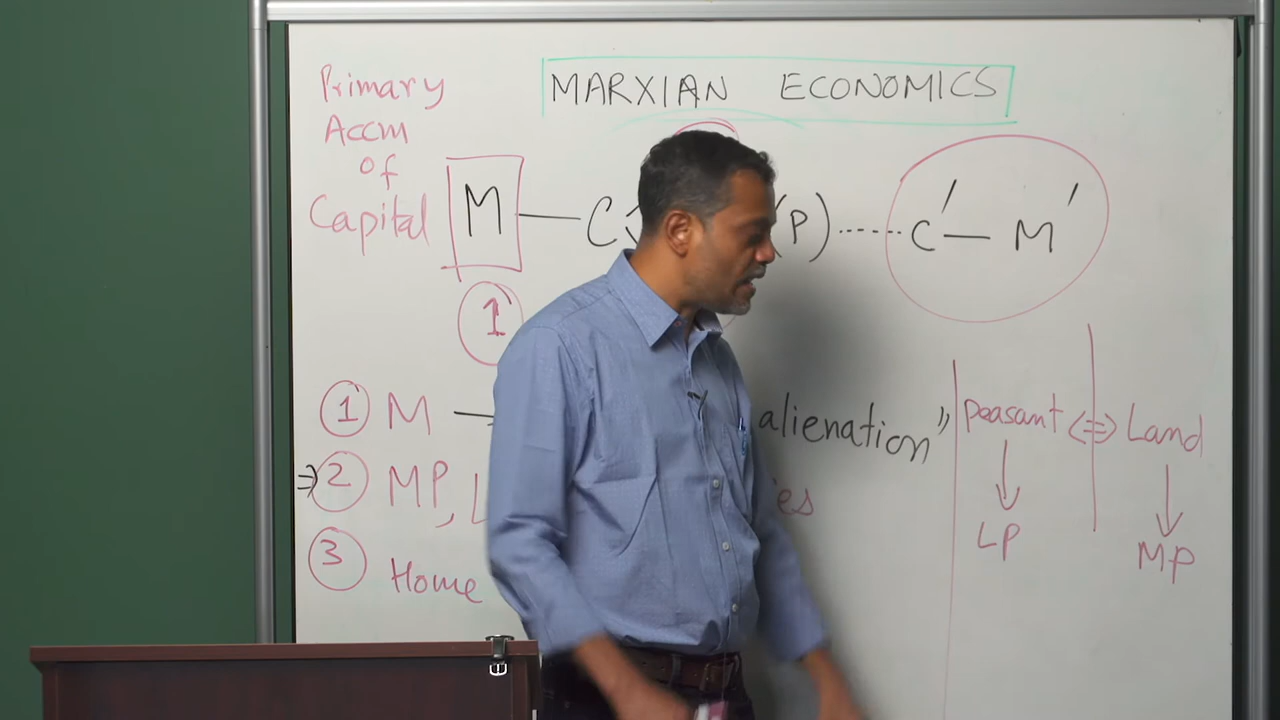 MARXIAN ECONOMICS
Primary
Accm
of
Capital
M — C (P) ...... C' — M'
1
1 M — alienation"
⇒ 2 MP,
3 Home
Peasant ⇔ Land
↓ ↓
LP MP